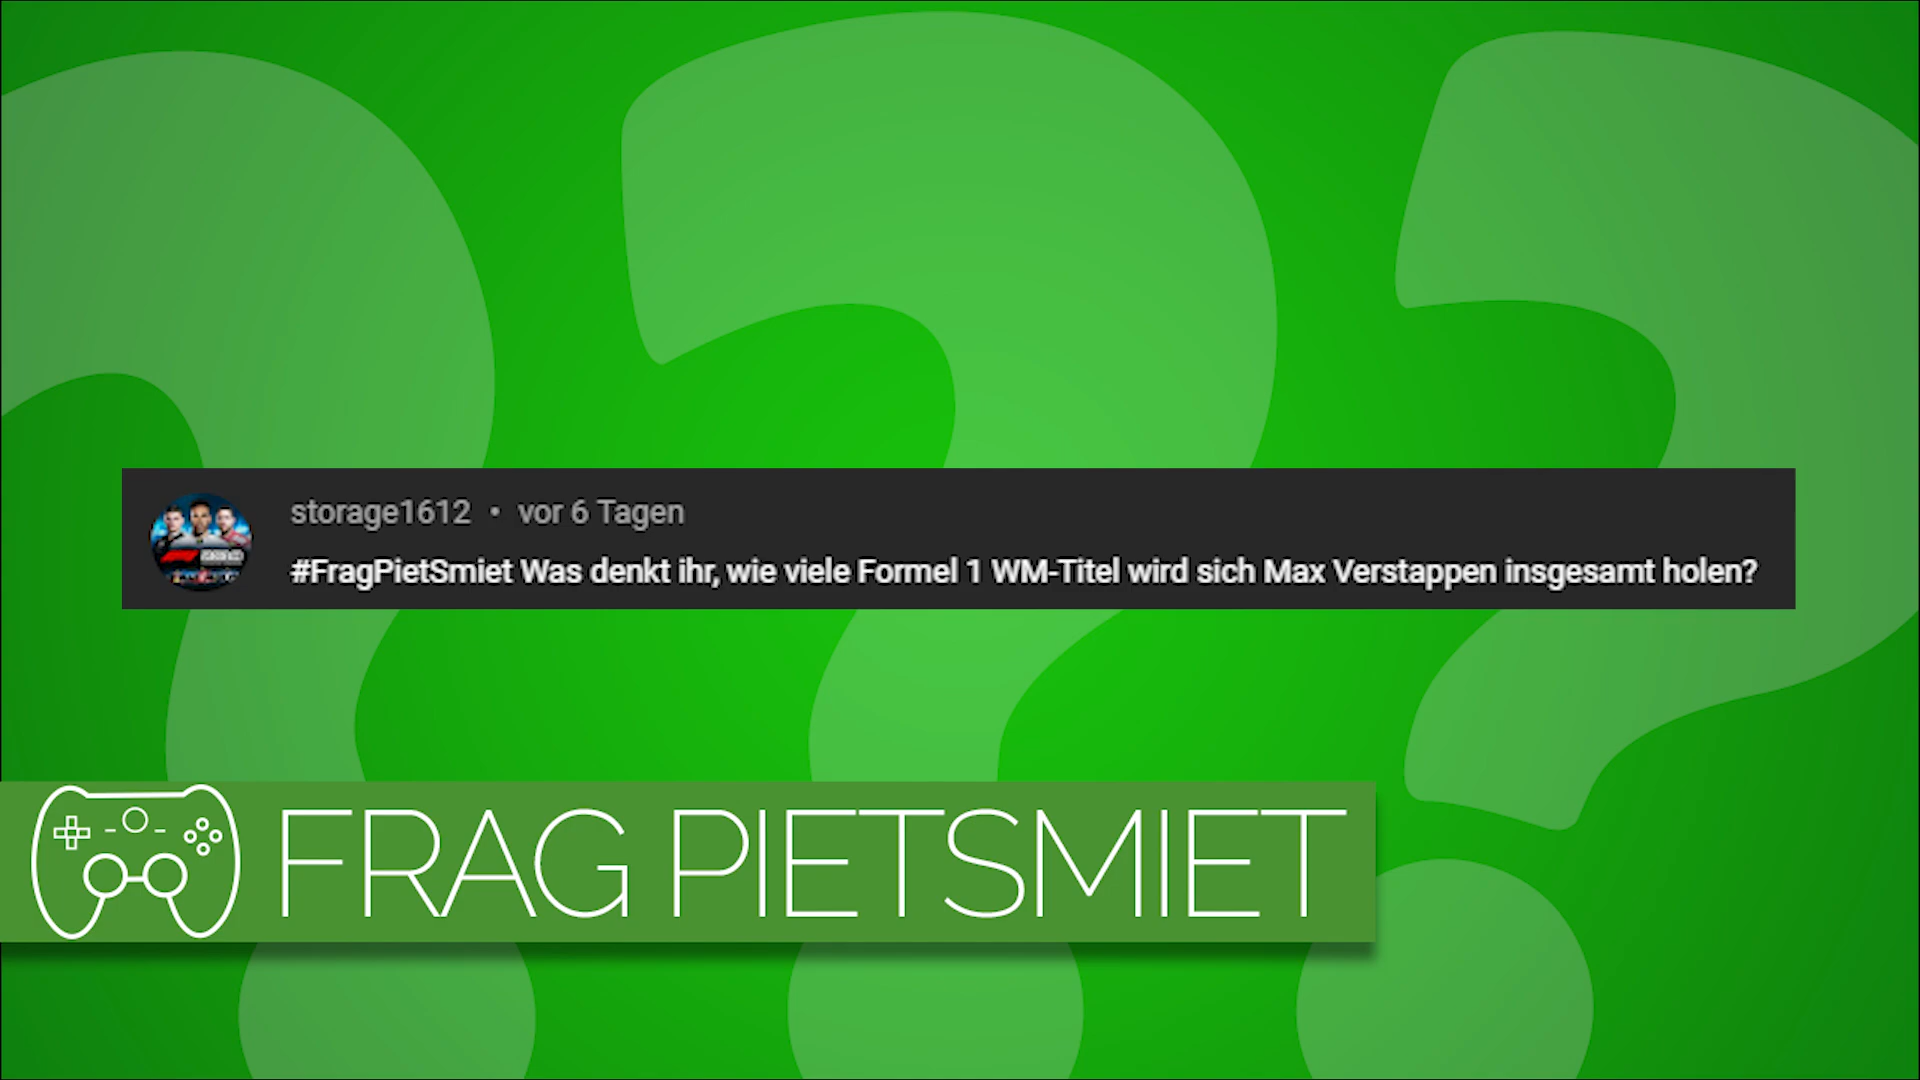 storage1612 • vor 6 Tagen
#FragPietSmiet Was denkt ihr, wie viele Formel 1 WM-Titel wird sich Max Verstappen insgesamt holen?
FRAG PIETSMIET